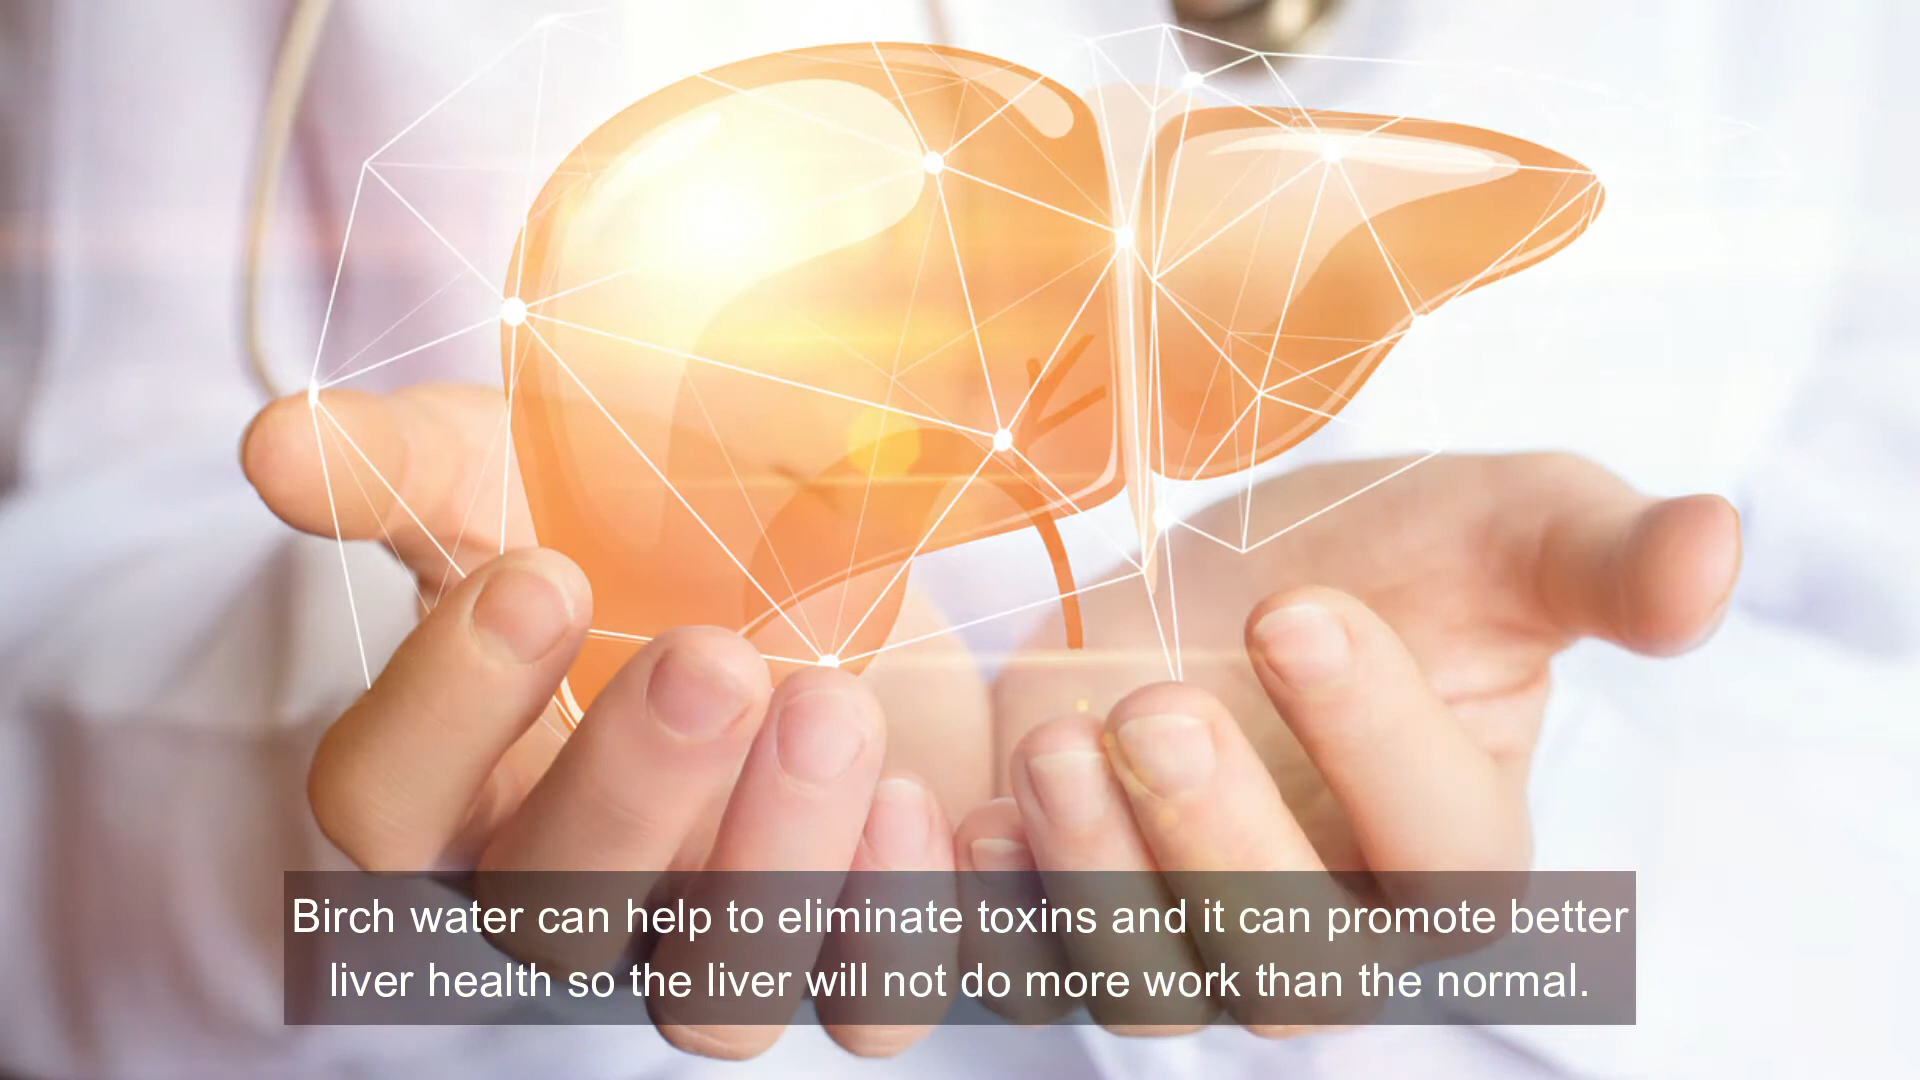 Birch water can help to eliminate toxins and it can promote better
liver health so the liver will not do more work than the normal.